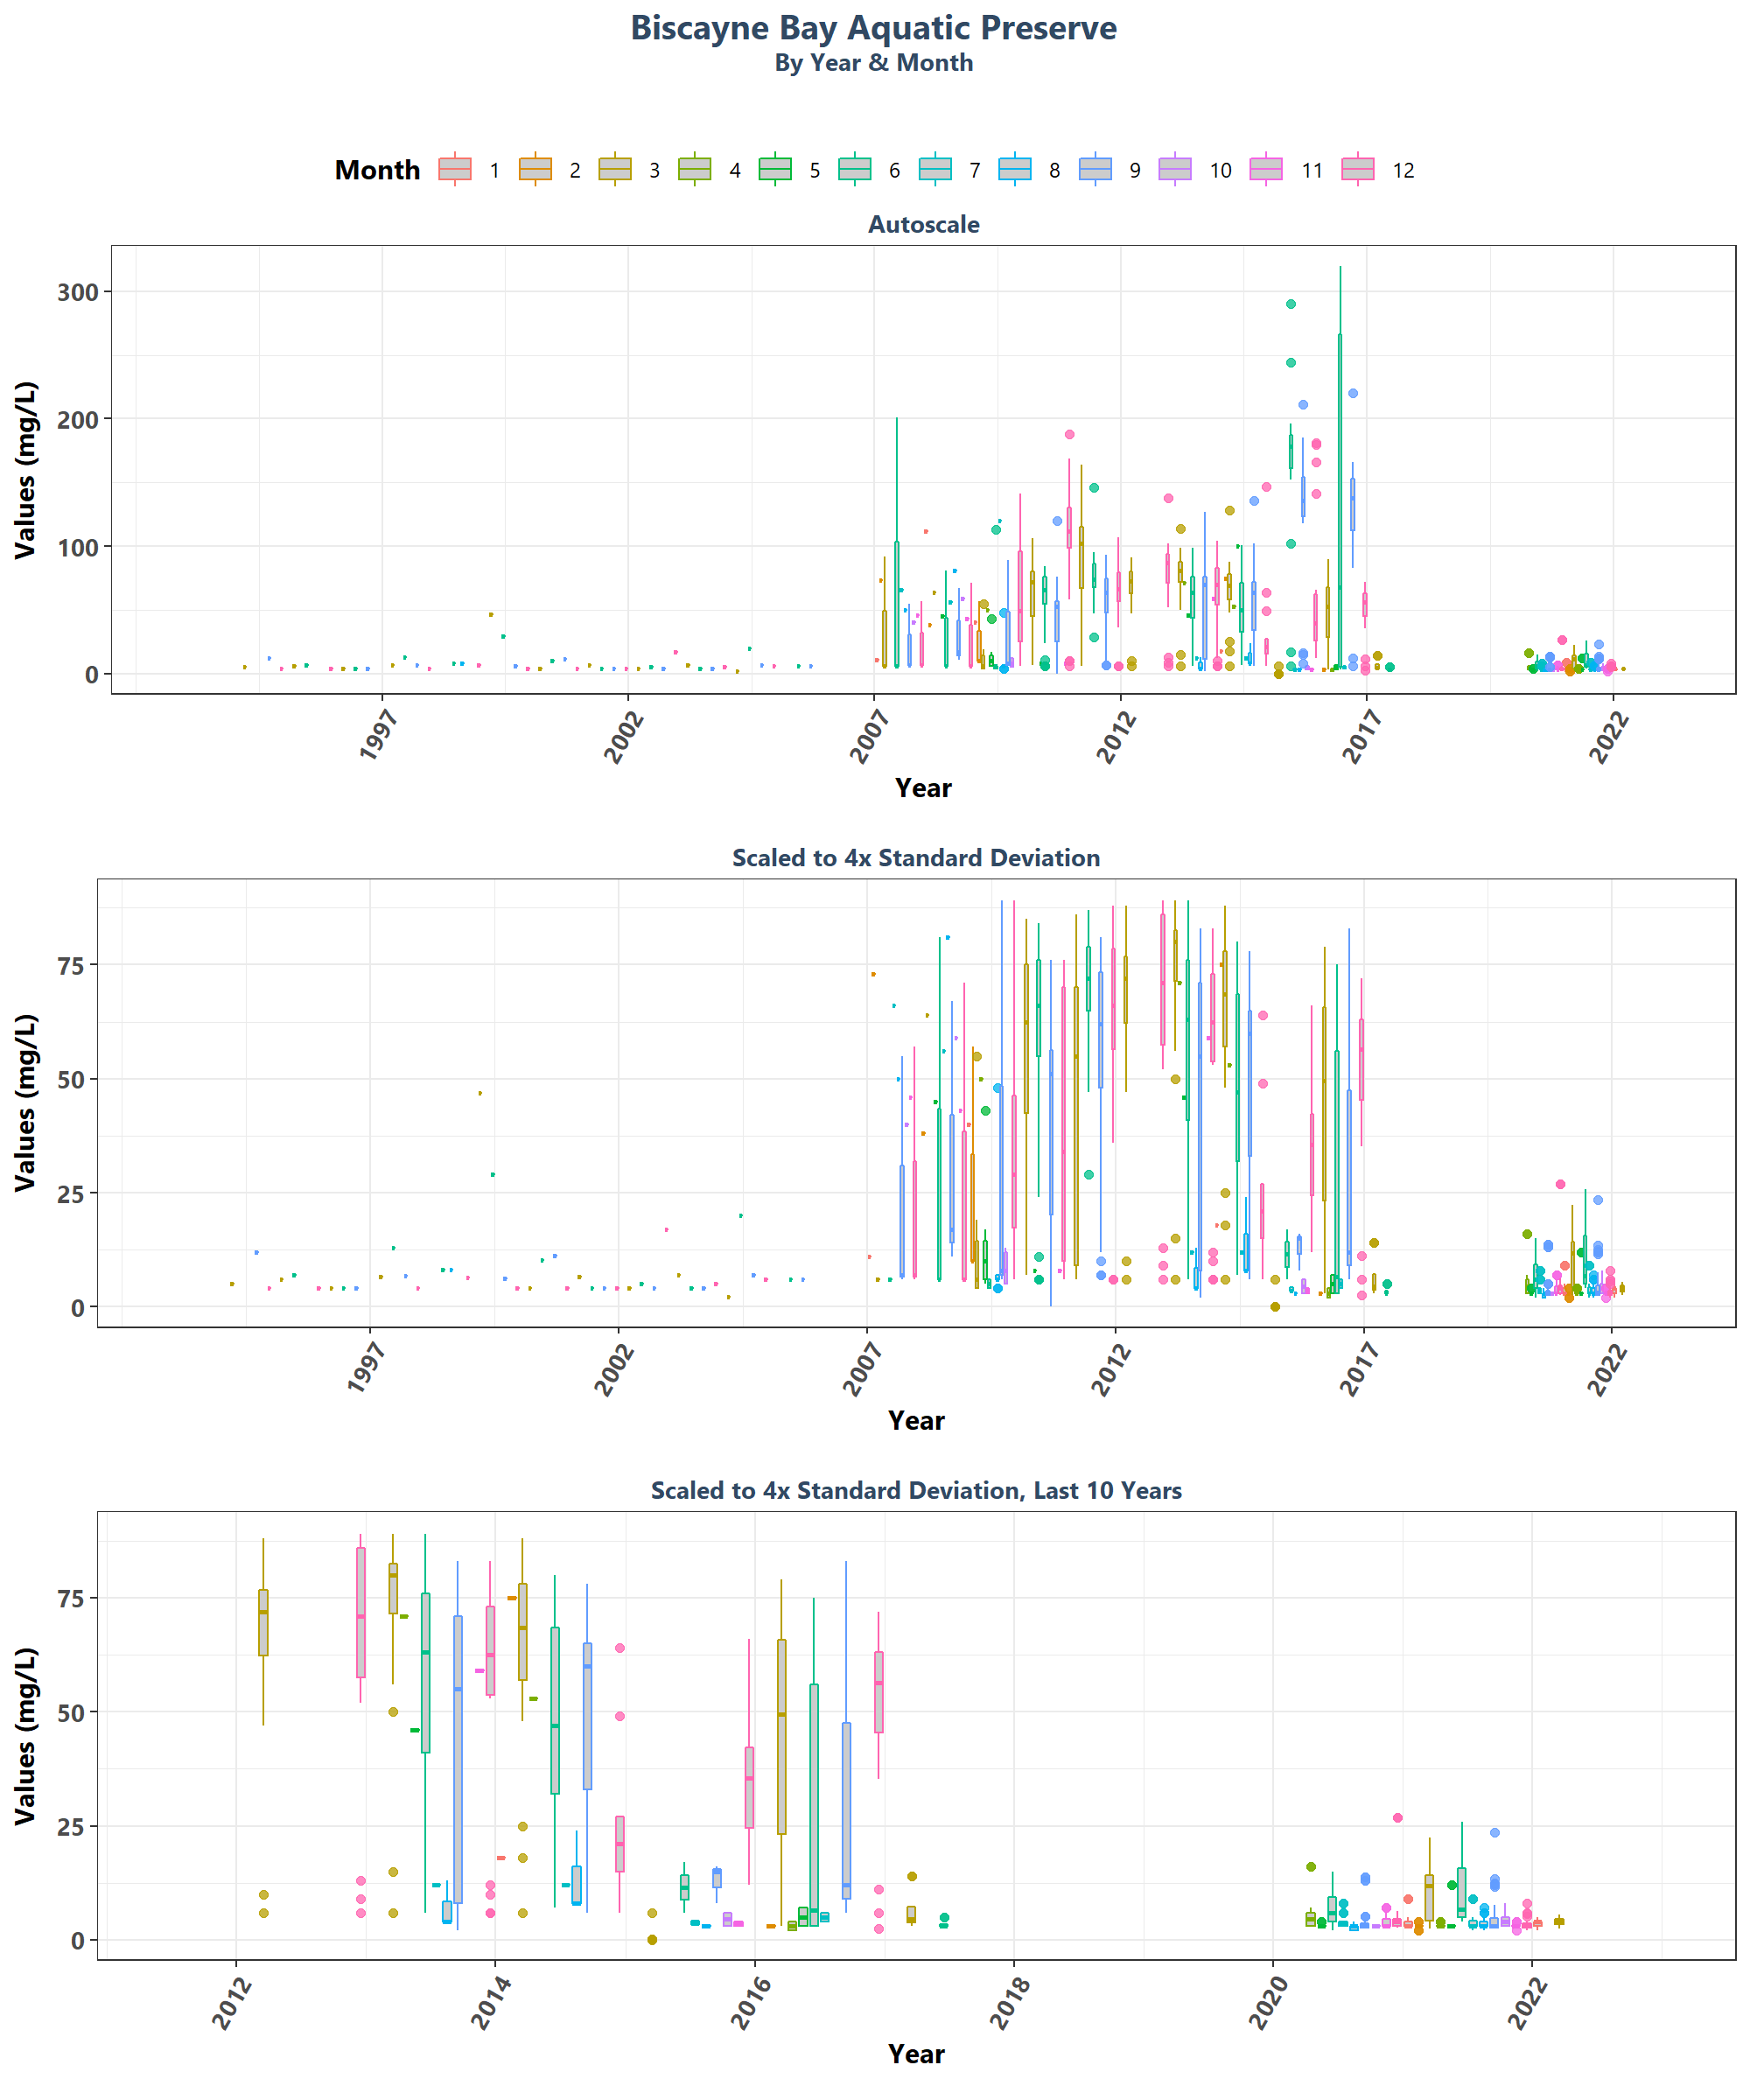 Biscayne Bay Aquatic Preserve
By Year & Month
Month 1 2 3 4 5 6 7 8 9 10 11 12
Autoscale
Values (mg/L)
300
200
100
0
1997 2002 2007 2012 2017 2022
Year
Scaled to 4x Standard Deviation
Values (mg/L)
75
50
25
0
1997 2002 2007 2012 2017 2022
Year
Scaled to 4x Standard Deviation, Last 10 Years
Values (mg/L)
75
50
25
0
2012 2014 2016 2018 2020 2022
Year